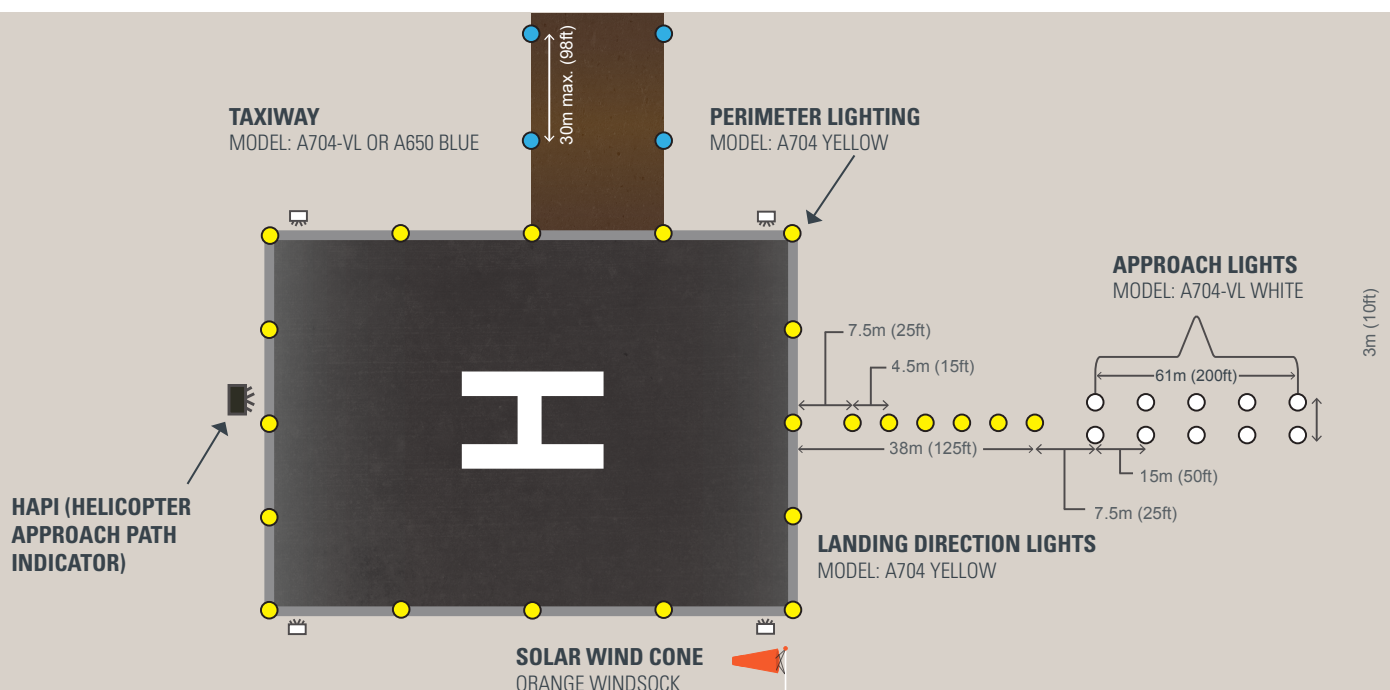 TAXIWAY
MODEL: A704-VL OR A650 BLUE
30m max. (98ft)
PERIMETER LIGHTING
MODEL: A704 YELLOW
APPROACH LIGHTS
MODEL: A704-VL WHITE
3m (10ft)
7.5m (25ft)
4.5m (15ft)
61m (200ft)
38m (125ft)
15m (50ft)
7.5m (25ft)
H
HAPI (HELICOPTER
APPROACH PATH
INDICATOR)
LANDING DIRECTION LIGHTS
MODEL: A704 YELLOW
SOLAR WIND CONE
ORANGE WINDSOCK